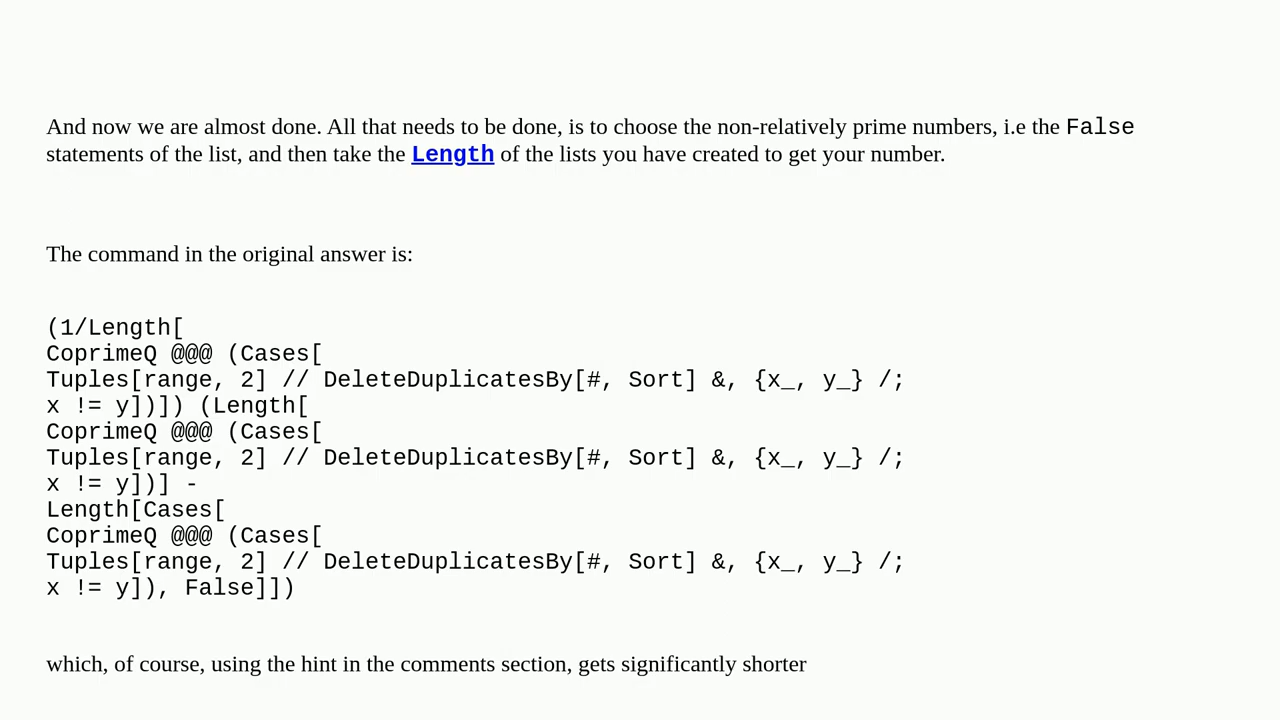 And now we are almost done. All that needs to be done, is to choose the non-relatively prime numbers, i.e the False
statements of the list, and then take the Length of the lists you have created to get your number.
The command in the original answer is:
(1/Length[
CoprimeQ @@@ (Cases[
Tuples[range, 2] // DeleteDuplicatesBy[#, Sort] &, {x_, y_} /;
x != y])]) (Length[
CoprimeQ @@@ (Cases[
Tuples[range, 2] // DeleteDuplicatesBy[#, Sort] &, {x_, y_} /;
x != y])] -
Length[Cases[
CoprimeQ @@@ (Cases[
Tuples[range, 2] // DeleteDuplicatesBy[#, Sort] &, {x_, y_} /;
x != y]), False]])
which, of course, using the hint in the comments section, gets significantly shorter